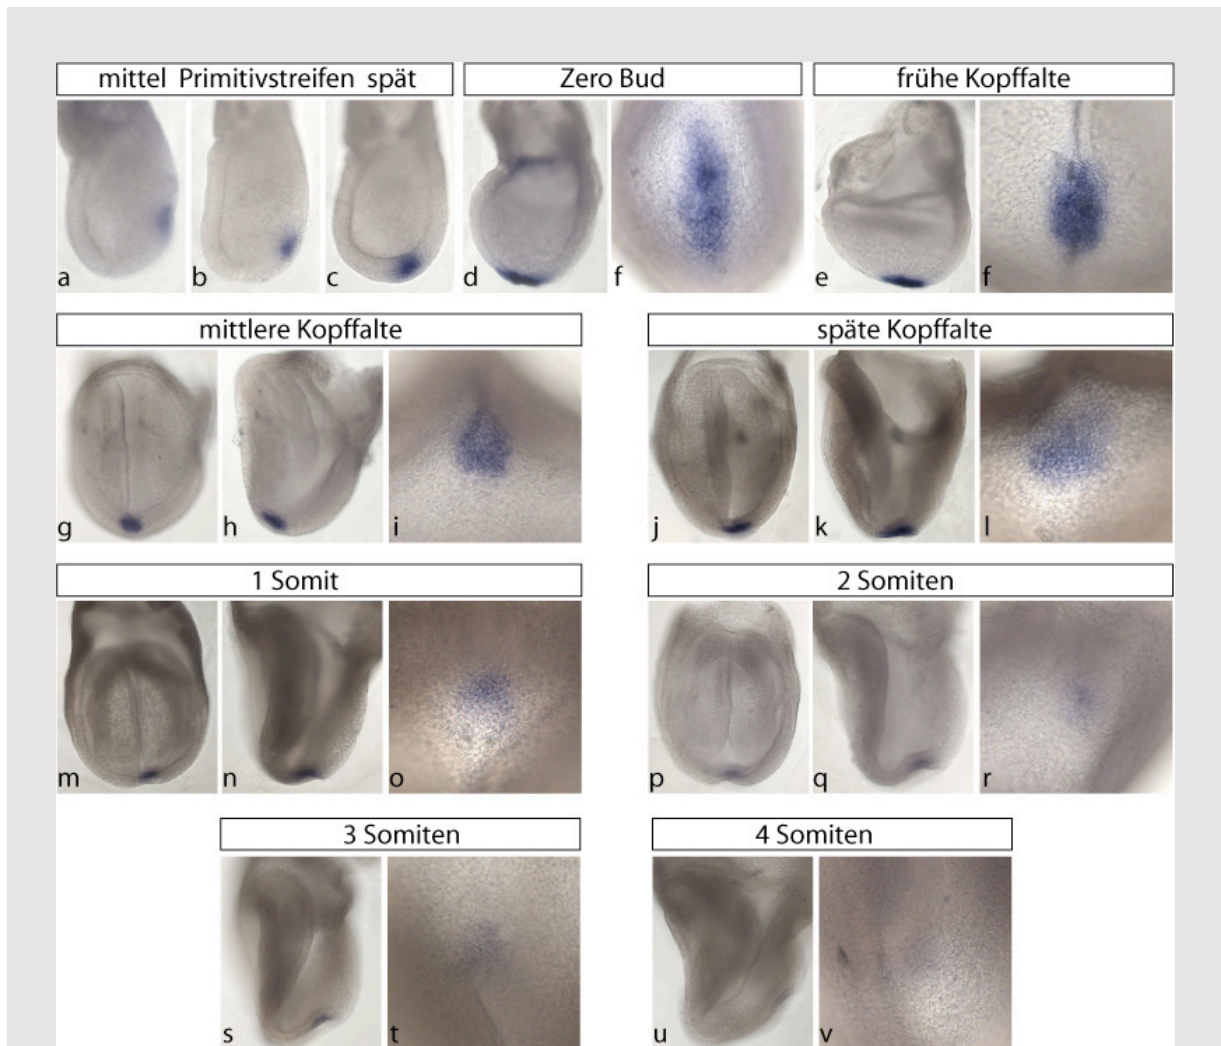 mittel Primitivstreifen spät
Zero Bud
frühe Kopffalte
a b c d f e f
mittlere Kopffalte
späte Kopffalte
g h i j k l
1 Somit
2 Somiten
m n o p q r
3 Somiten
4 Somiten
s t u v